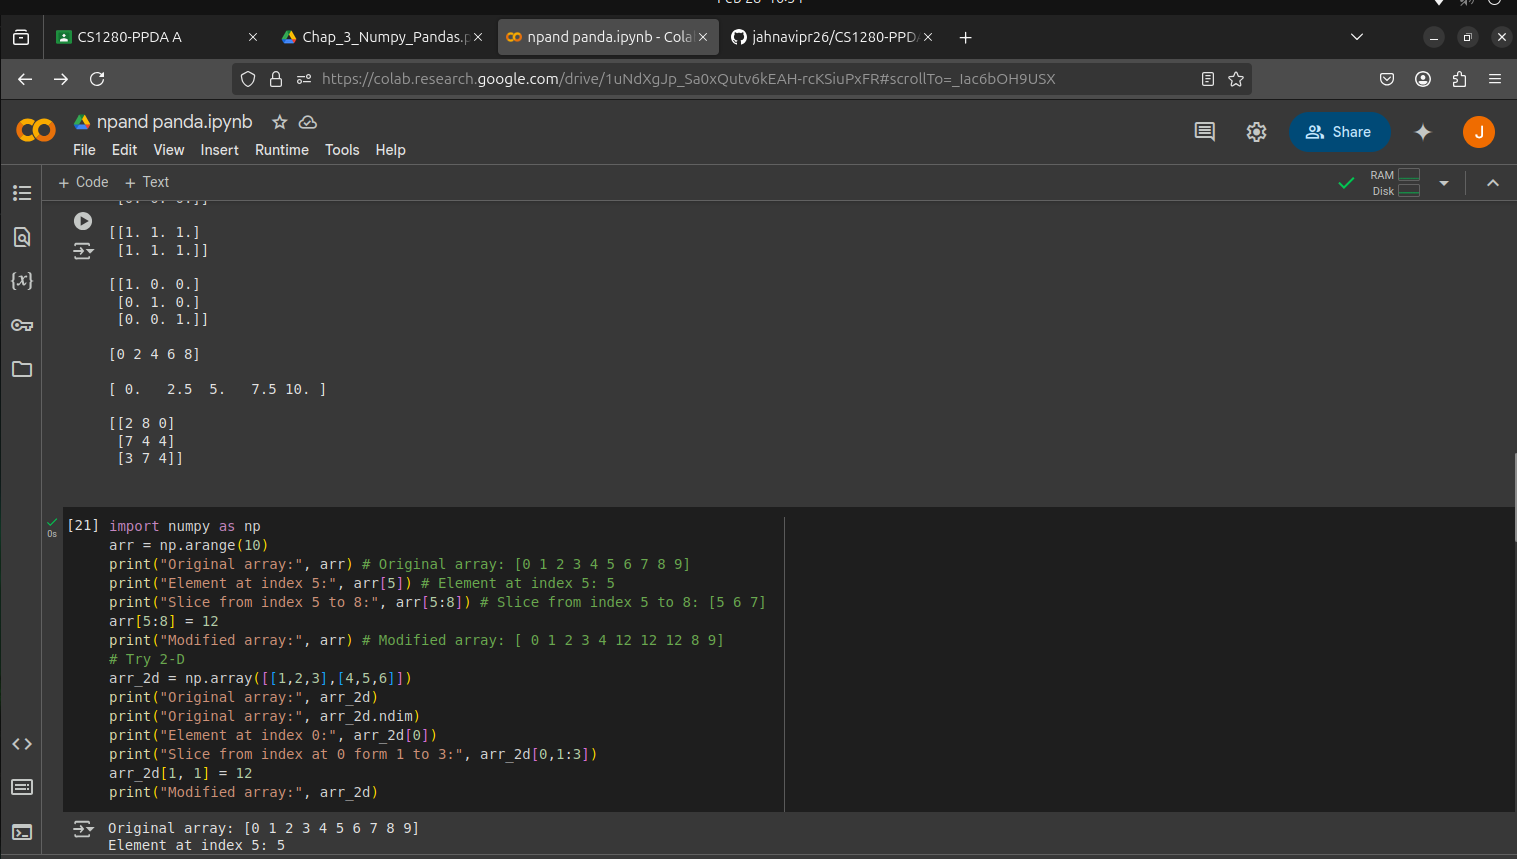 CS1280-PPDA A
Chap_3_Numpy_Pandas.p
npand panda.ipynb - Cola
jahnavipr26/CS1280-PPDA
https://colab.research.google.com/drive/1uNdXgJp_Sa0xQutv6kEAH-rcKSiuPxFR#scrollTo=_Iac6bOH9USX
npand panda.ipynb
File Edit View Insert Runtime Tools Help
Share
J
+ Code + Text
RAM
Disk
{x}
[[1. 1. 1.]
[1. 1. 1.]]
[[1. 0. 0.]
[0. 1. 0.]
[0. 0. 1.]]
[0 2 4 6 8]
[ 0.   2.5  5.   7.5 10. ]
[[2 8 0]
[7 4 4]
[3 7 4]]
0s
[21] import numpy as np
arr = np.arange(10)
print("Original array:", arr) # Original array: [0 1 2 3 4 5 6 7 8 9]
print("Element at index 5:", arr[5]) # Element at index 5: 5
print("Slice from index 5 to 8:", arr[5:8]) # Slice from index 5 to 8: [5 6 7]
arr[5:8] = 12
print("Modified array:", arr) # Modified array: [ 0 1 2 3 4 12 12 12 8 9]
# Try 2-D
arr_2d = np.array([[1,2,3],[4,5,6]])
print("Original array:", arr_2d)
print("Original array:", arr_2d.ndim)
print("Element at index 0:", arr_2d[0])
print("Slice from index at 0 form 1 to 3:", arr_2d[0,1:3])
arr_2d[1, 1] = 12
print("Modified array:", arr_2d)
Original array: [0 1 2 3 4 5 6 7 8 9]
Element at index 5: 5